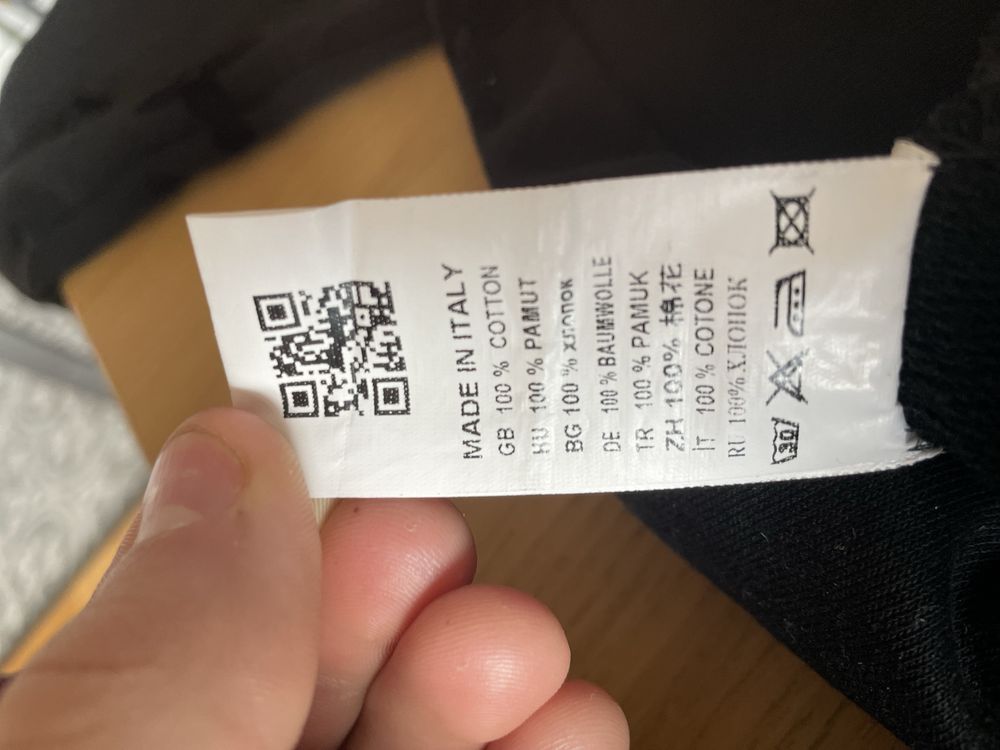 MADE IN ITALY
GB 100 % COTTON
HU 100 % PAMUT
BG 100 % хлопок
DE 100 % BAUMWOLLE
TR 100 % PAMUK
ZH 100% 棉花
IT 100 % COTONE
RU 100% ХЛОПОК